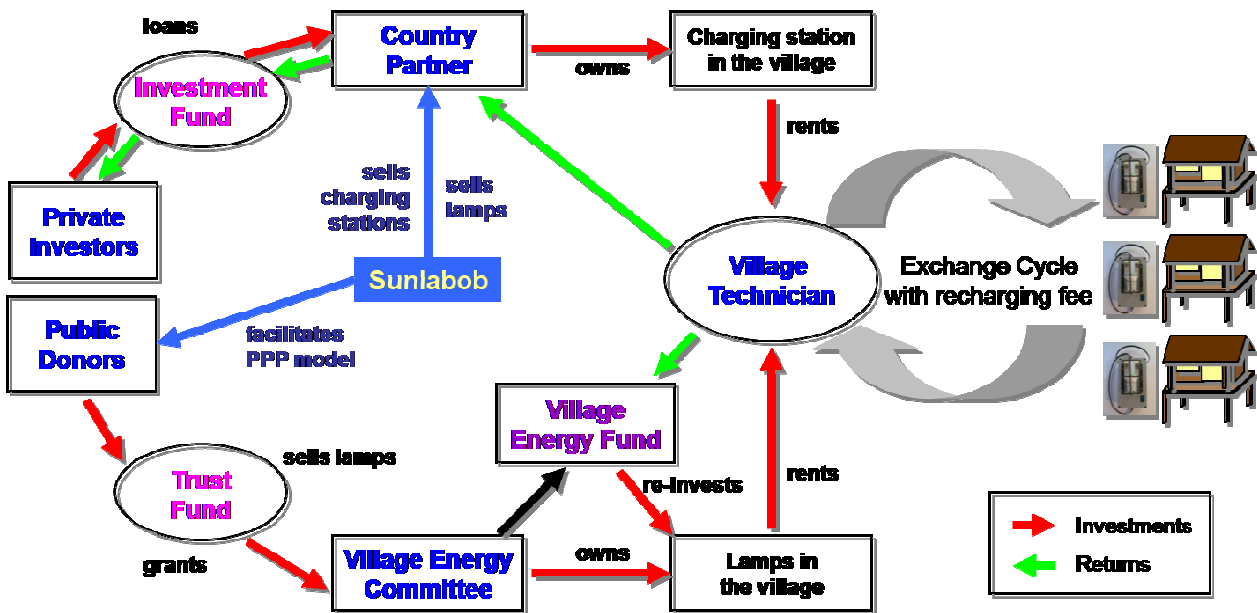 loans
Country
Partner
owns
Charging station
in the village
Investment
Fund
rents
sells
charging
stations
sells
lamps
Private
Investors
Village
Technician
Exchange Cycle
with recharging fee
Sunlabob
Public
Donors
facilitates
PPP model
Village
Energy Fund
sells lamps
Trust
Fund
re-invests
rents
grants
Village Energy
Committee
owns
Lamps in
the village
Investments
Returns